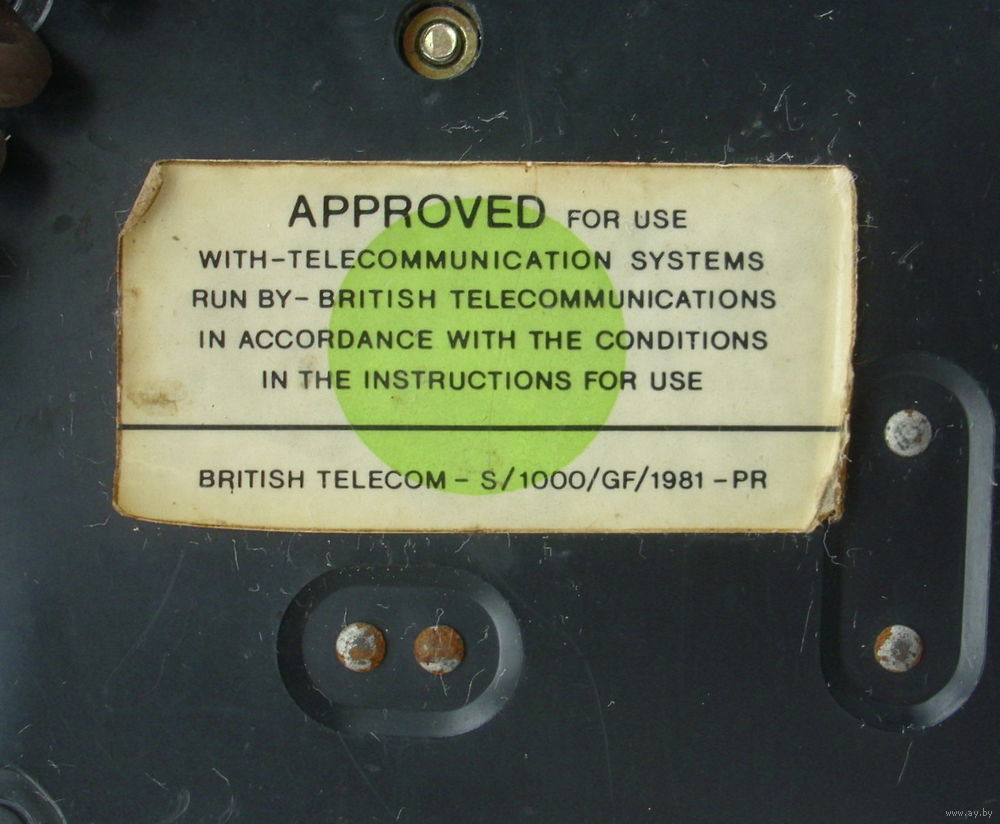 APPROVED FOR USE
WITH-TELECOMMUNICATION SYSTEMS
RUN BY- BRITISH TELECOMMUNICATIONS
IN ACCORDANCE WITH THE CONDITIONS
IN THE INSTRUCTIONS FOR USE
BRITISH TELECOM - S/1000/GF/1981 -PR
www.ay.by